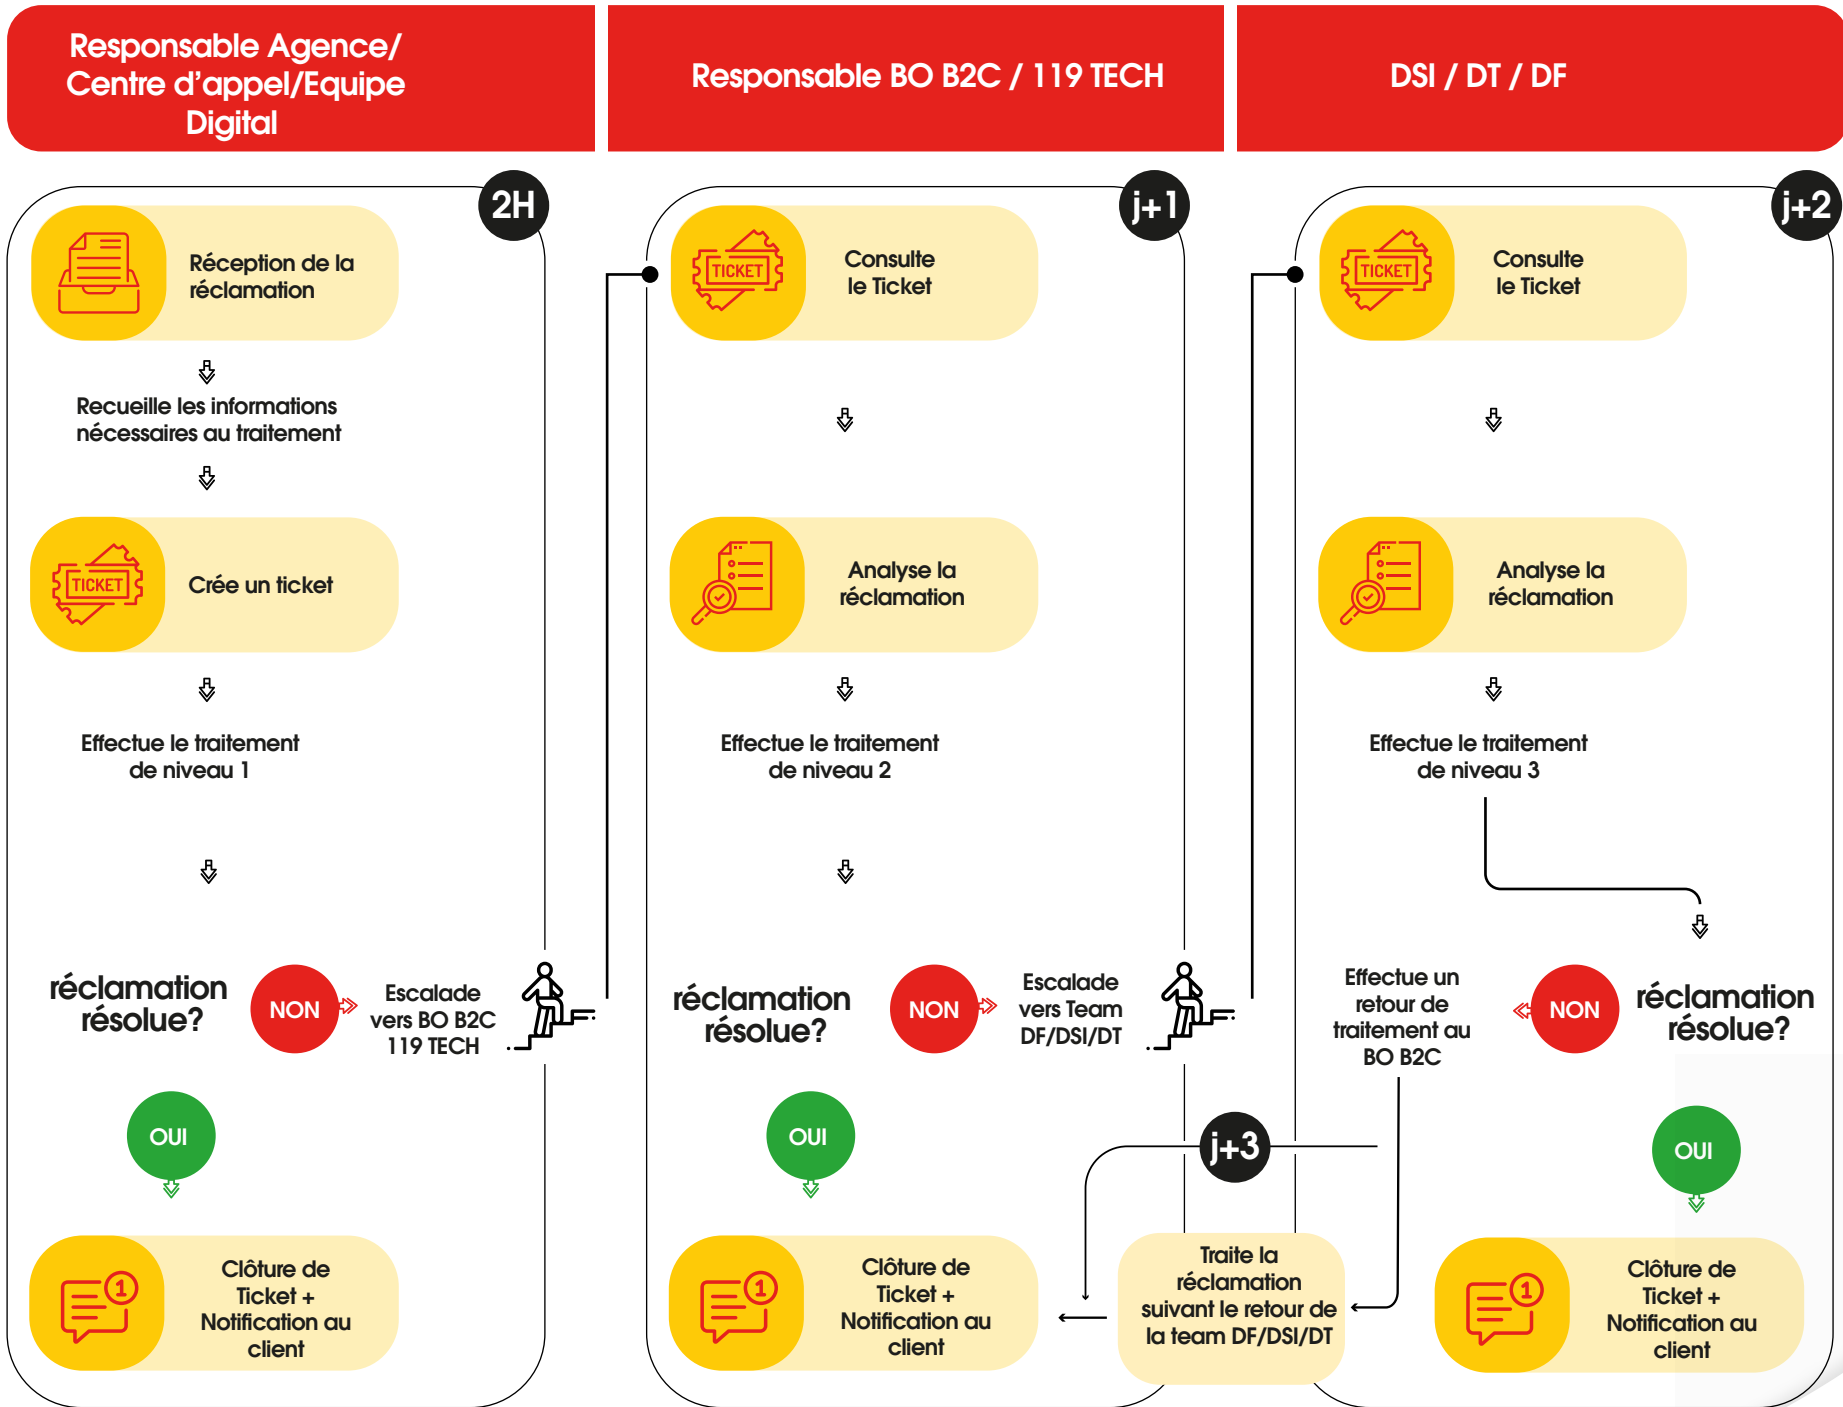 Responsable Agence/
Centre d'appel/Equipe
Digital
Responsable BO B2C / 119 TECH
DSI / DT / DF
2H
Réception de la
réclamation
Recueille les informations
nécessaires au traitement
TICKET
Crée un ticket
Effectue le traitement
de niveau 1
réclamation
résolue?
NON
Escalade
vers BO B2C
119 TECH
OUI
1
Clôture de
Ticket +
Notification au
client
j+1
TICKET
Consulte
le Ticket
Analyse la
réclamation
Effectue le traitement
de niveau 2
réclamation
résolue?
NON
Escalade
vers Team
DF/DSI/DT
OUI
1
Clôture de
Ticket +
Notification au
client
j+2
TICKET
Consulte
le Ticket
Analyse la
réclamation
Effectue le traitement
de niveau 3
réclamation
résolue?
NON
Effectue un
retour de
traitement au
BO B2C
j+3
Traite la
réclamation
suivant le retour de
la team DF/DSI/DT
OUI
1
Clôture de
Ticket +
Notification au
client